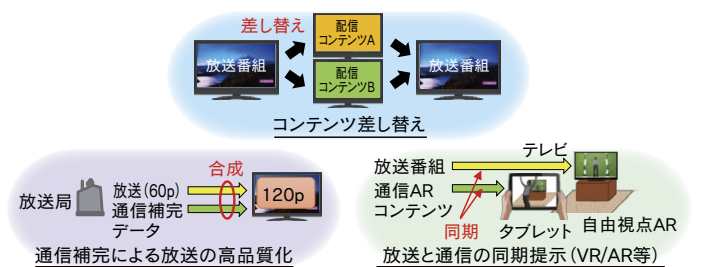 差し替え
配信
コンテンツA
放送番組
配信
コンテンツB
放送番組
コンテンツ差し替え
合成
放送局
放送(60p)
通信補完
データ
120p
通信補完による放送の高品質化
テレビ
放送番組
通信AR
コンテンツ
同期
タブレット
自由視点AR
放送と通信の同期提示(VR/AR等)